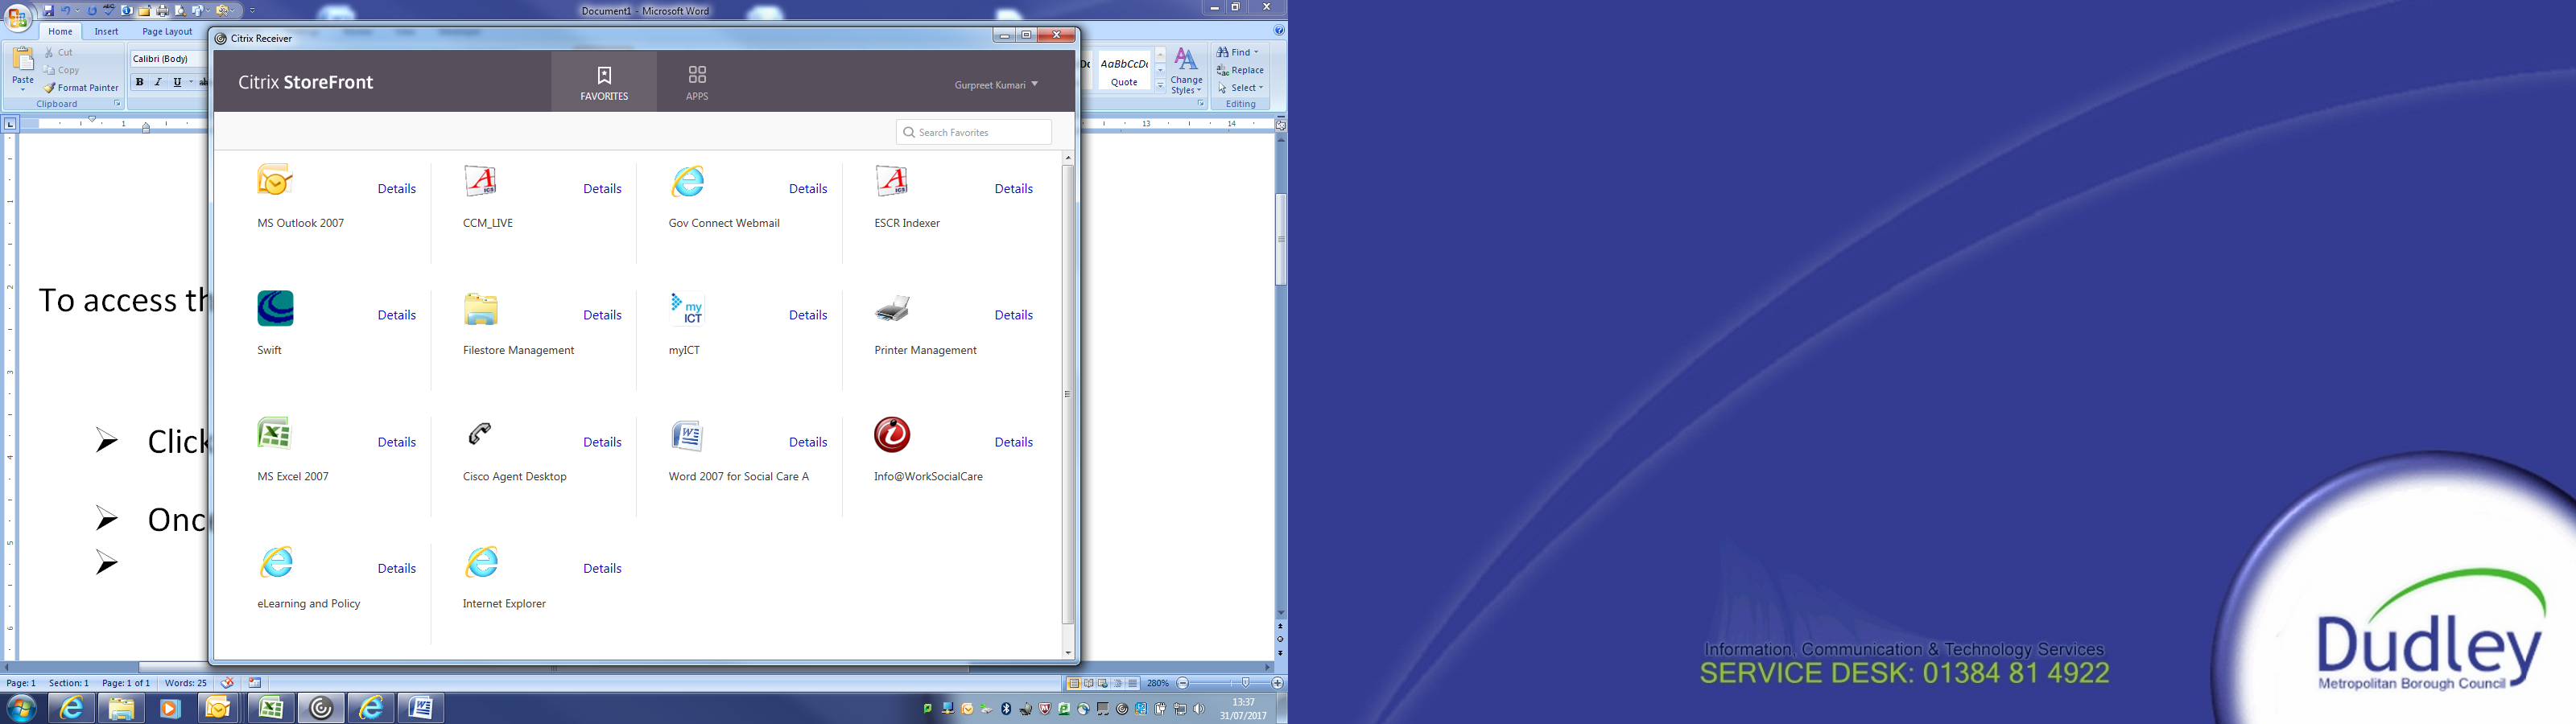 Document1 - Microsoft Word
Home Insert Page Layout
Cut
Copy
Format Painter
Paste
Clipboard
Calibri (Body)
B I U
AaBbCcDc
Quote
Change Styles
Find
Replace
Select
Editing
Citrix Receiver
Citrix StoreFront
FAVORITES
APPS
Gurpreet Kumari
Search Favorites
MS Outlook 2007 Details
CCM_LIVE Details
Gov Connect Webmail Details
ESCR Indexer Details
Swift Details
Filestore Management Details
my ICT
myICT Details
Printer Management Details
MS Excel 2007 Details
Cisco Agent Desktop Details
Word 2007 for Social Care A Details
Info@WorkSocialCare Details
eLearning and Policy Details
Internet Explorer Details
To access th
Click
Onc
Page: 1 Section: 1 Page: 1 of 1 Words: 25
280%
13:37
31/07/2017
Information, Communication & Technology Services
SERVICE DESK: 01384 81 4922
Dudley
Metropolitan Borough Council